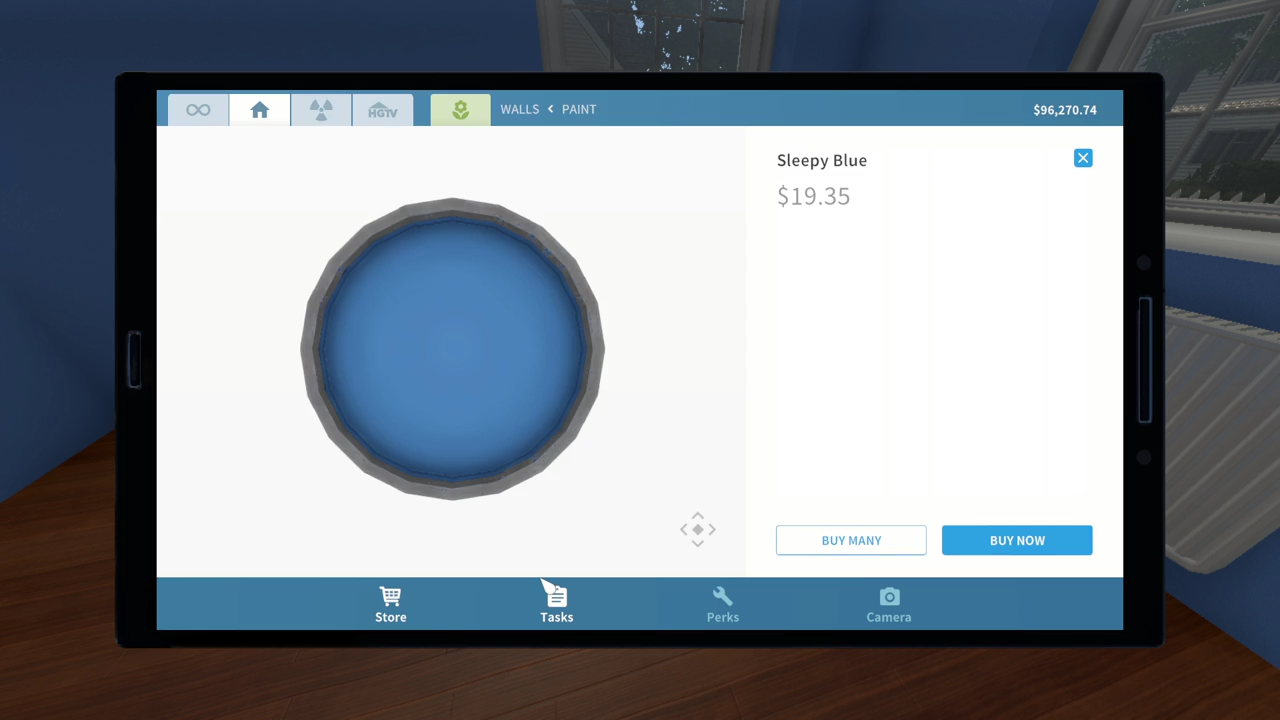 HGTV
WALLS < PAINT
$96,270.74
Sleepy Blue
$19.35
BUY MANY
BUY NOW
Store
Tasks
Perks
Camera